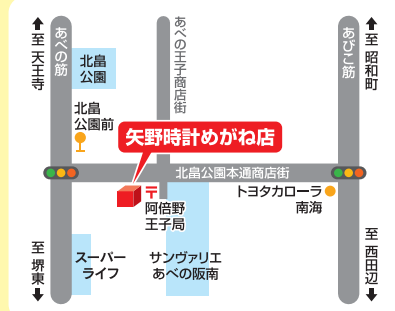 至 天王寺
あべの筋
北畠
公園
あべの王子商店街
あびこ筋
至 昭和町
北畠
公園前
矢野時計めがね店
北畠公園本通商店街
〒
阿倍野
王子局
トヨタカローラ
南海
至 堺東
スーパー
ライフ
サンヴァリエ
あべの阪南
至 西田辺